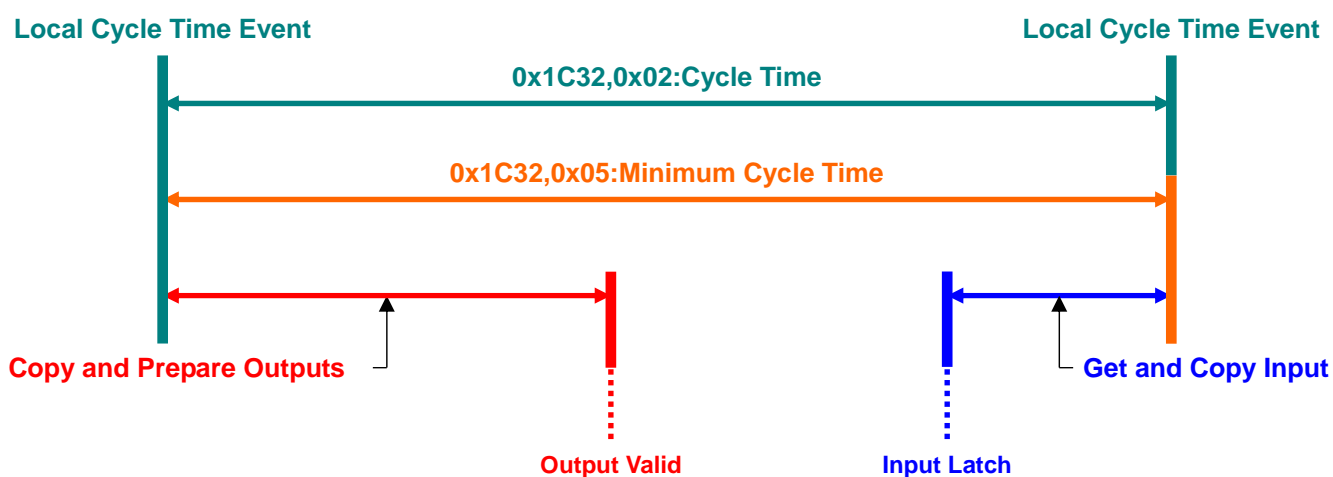 Local Cycle Time Event
Local Cycle Time Event
0x1C32,0x02:Cycle Time
0x1C32,0x05:Minimum Cycle Time
Copy and Prepare Outputs
Get and Copy Input
Output Valid
Input Latch